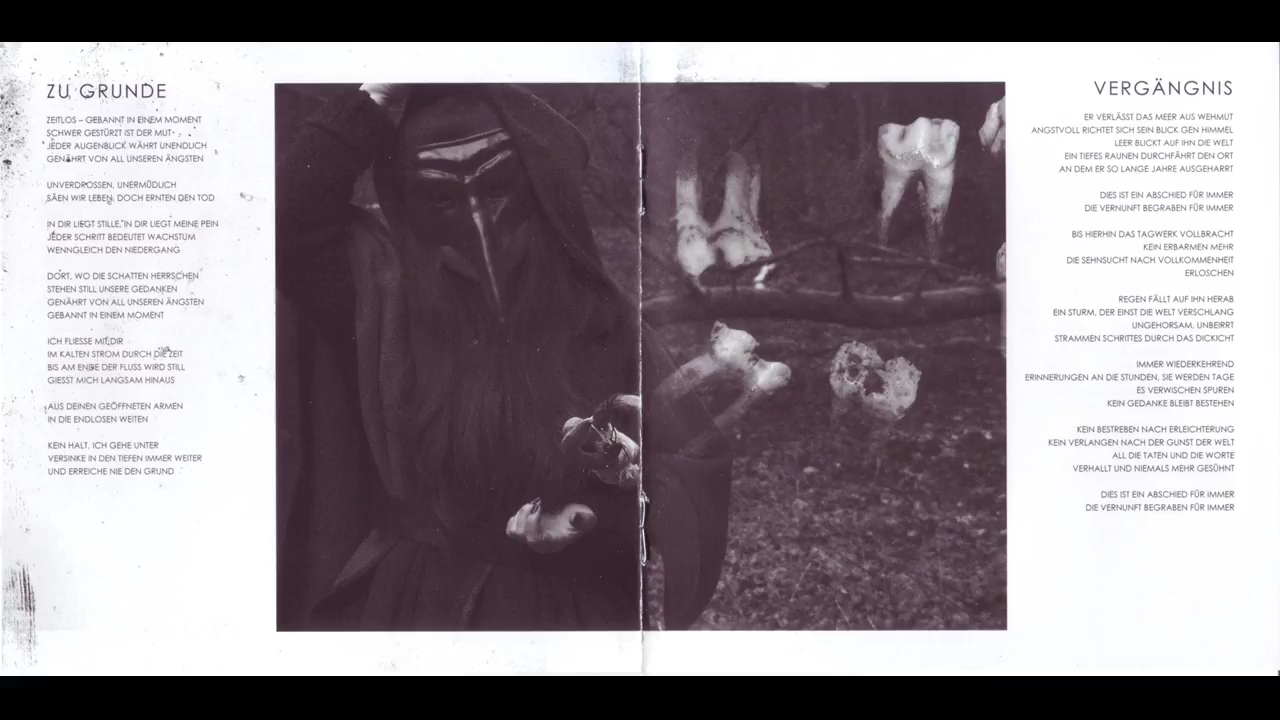 ZU GRUNDE
ZEITLOS – GEBANNT IN EINEM MOMENT
SCHWER GESTÜRZT IST DER MUT
JEDER AUGENBLICK WÄHRT UNENDLICH
GENÄHRT VON ALL UNSEREN ÄNGSTEN
UNVERDROSSEN, UNERMÜDLICH
SÄEN WIR LEBEN, DOCH ERNTEN DEN TOD
IN DIR LIEGT STILLE, IN DIR LIEGT MEINE PEIN
JEDER SCHRITT BEDEUTET WACHSTUM
WENNGLEICH DEN NIEDERGANG
DORT, WO DIE SCHATTEN HERRSCHEN
STEHEN STILL UNSERE GEDANKEN
GENÄHRT VON ALL UNSEREN ÄNGSTEN
GEBANNT IN EINEM MOMENT
ICH FLIESSE MIT DIR
IM KALTEN STROM DURCH DIE ZEIT
BIS AM ENDE DER FLUSS WIRD STILL
GIESST MICH LANGSAM HINAUS
AUS DEINEN GEÖFFNETEN ARMEN
IN DIE ENDLOSEN WEITEN
KEIN HALT, ICH GEHE UNTER
VERSINKE IN DEN TIEFEN IMMER WEITER
UND ERREICHE NIE DEN GRUND
VERGÄNGNIS
ER VERLÄSST DAS MEER AUS WEHMUT
ANGSTVOLL RICHTET SICH SEIN BLICK GEN HIMMEL
LEER BLICKT AUF IHN DIE WELT
EIN TIEFES RAUNEN DURCHFÄHRT DEN ORT
AN DEM ER SO LANGE JAHRE AUSGEHARRT
DIES IST EIN ABSCHIED FÜR IMMER
DIE VERNUNFT BEGRABEN FÜR IMMER
BIS HIERHIN DAS TAGWERK VOLLBRACHT
KEIN ERBARMEN MEHR
DIE SEHNSUCHT NACH VOLLKOMMENHEIT
ERLOSCHEN
REGEN FÄLLT AUF IHN HERAB
EIN STURM, DER EINST DIE WELT VERSCHLANG
UNGEHORSAM, UNBEIRRT
STRAMMEN SCHRITTES DURCH DAS DICKICHT
IMMER WIEDERKEHREND
ERINNERUNGEN AN DIE STUNDEN, SIE WERDEN TAGE
ES VERWISCHEN SPUREN
KEIN GEDANKE BLEIBT BESTEHEN
KEIN BESTREBEN NACH ERLEICHTERUNG
KEIN VERLANGEN NACH DER GUNST DER WELT
ALL DIE TATEN UND DIE WORTE
VERHALLT UND NIEMALS MEHR GESÜHNT
DIES IST EIN ABSCHIED FÜR IMMER
DIE VERNUNFT BEGRABEN FÜR IMMER